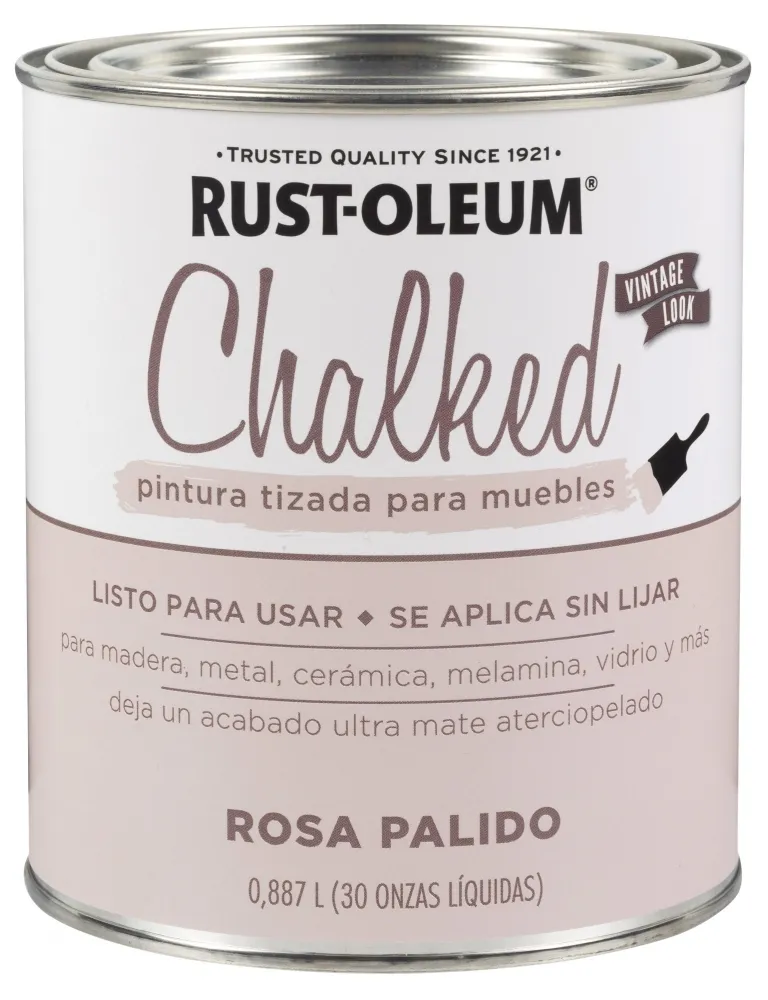 •TRUSTED QUALITY SINCE 1921•
RUST-OLEUM®
Chalked
VINTAGE
LOOK
pintura tizada para muebles
LISTO PARA USAR ◆ SE APLICA SIN LIJAR
para madera, metal, cerámica, melamina, vidrio y más
deja un acabado ultra mate aterciopelado
ROSA PALIDO
0,887 L (30 ONZAS LÍQUIDAS)